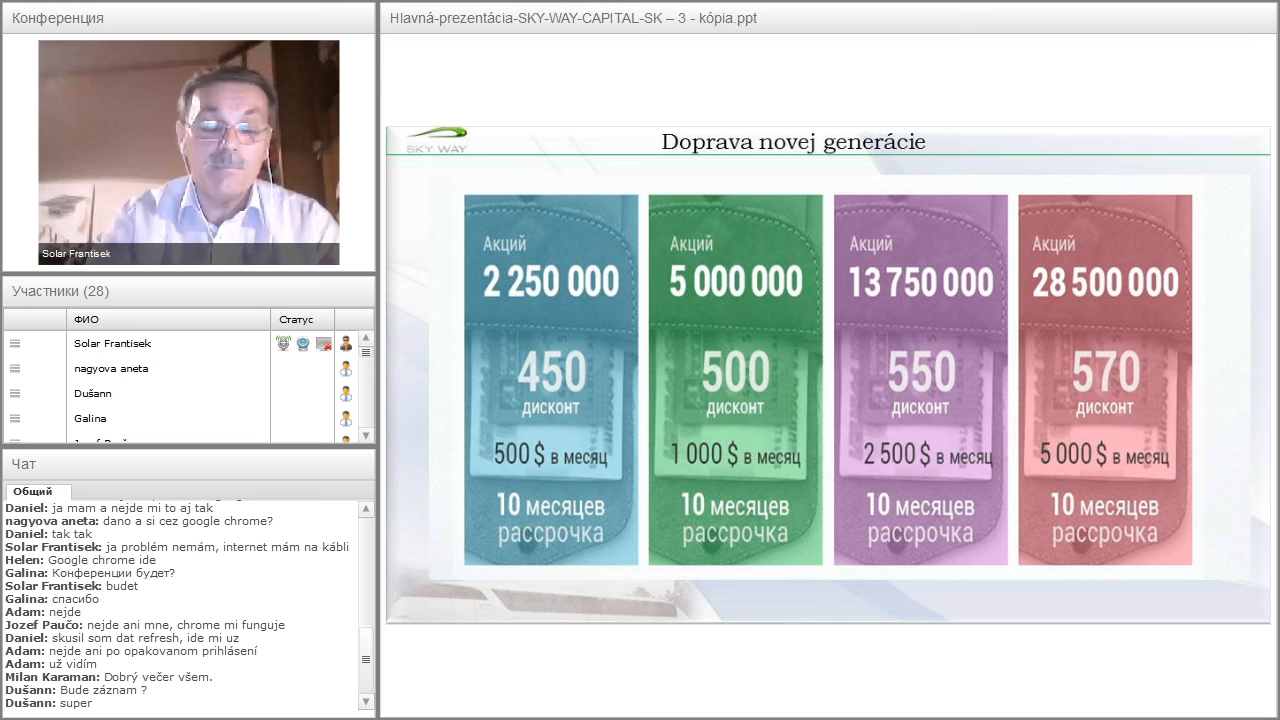 Конференция
Solar Frantisek
Участники (28)
ФИО
Статус
Solar Frantisek
nagyova aneta
Dušann
Galina
Чат
Общий
Daniel: ja mam a nejde mi to aj tak
nagyova aneta: dano a si cez google chrome?
Daniel: tak tak
Solar Frantisek: ja problém nemám, internet mám na kábli
Helen: Google chrome ide
Galina: Конференции будет?
Solar Frantisek: budet
Galina: спасибо
Adam: nejde
Jozef Paučo: nejde ani mne, chrome mi funguje
Daniel: skusil som dat refresh, ide mi uz
Adam: nejde ani po opakovanom prihlásení
Adam: už vidím
Milan Karaman: Dobrý večer všem.
Dušann: Bude záznam ?
Dušann: super
Hlavná-prezentácia-SKY-WAY-CAPITAL-SK – 3 - kópia.ppt
SKY WAY
Doprava novej generácie
Акций
2 250 000
450
дисконт
500 $ в месяц
10 месяцев
рассрочка
Акций
5 000 000
500
дисконт
1 000 $ в месяц
10 месяцев
рассрочка
Акций
13 750 000
550
дисконт
2 500 $ в месяц
10 месяцев
рассрочка
Акций
28 500 000
570
дисконт
5 000 $ в месяц
10 месяцев
рассрочка